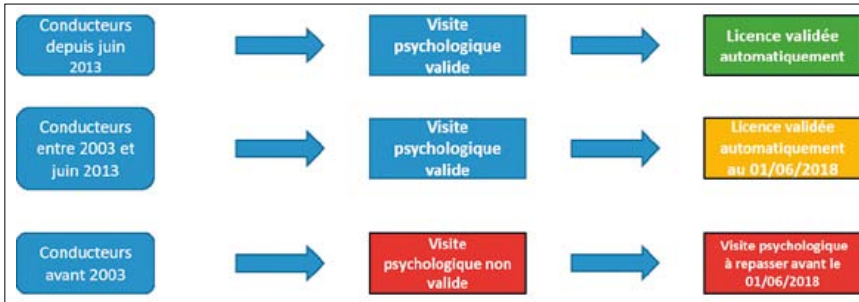 Conducteurs
depuis juin
2013
Visite
psychologique
valide
Licence validée
automatiquement
Conducteurs
entre 2003 et
juin 2013
Visite
psychologique
valide
Licence validée
automatiquement
au 01/06/2018
Conducteurs
avant 2003
Visite
psychologique non
valide
Visite psychologique
à repasser avant le
01/06/2018